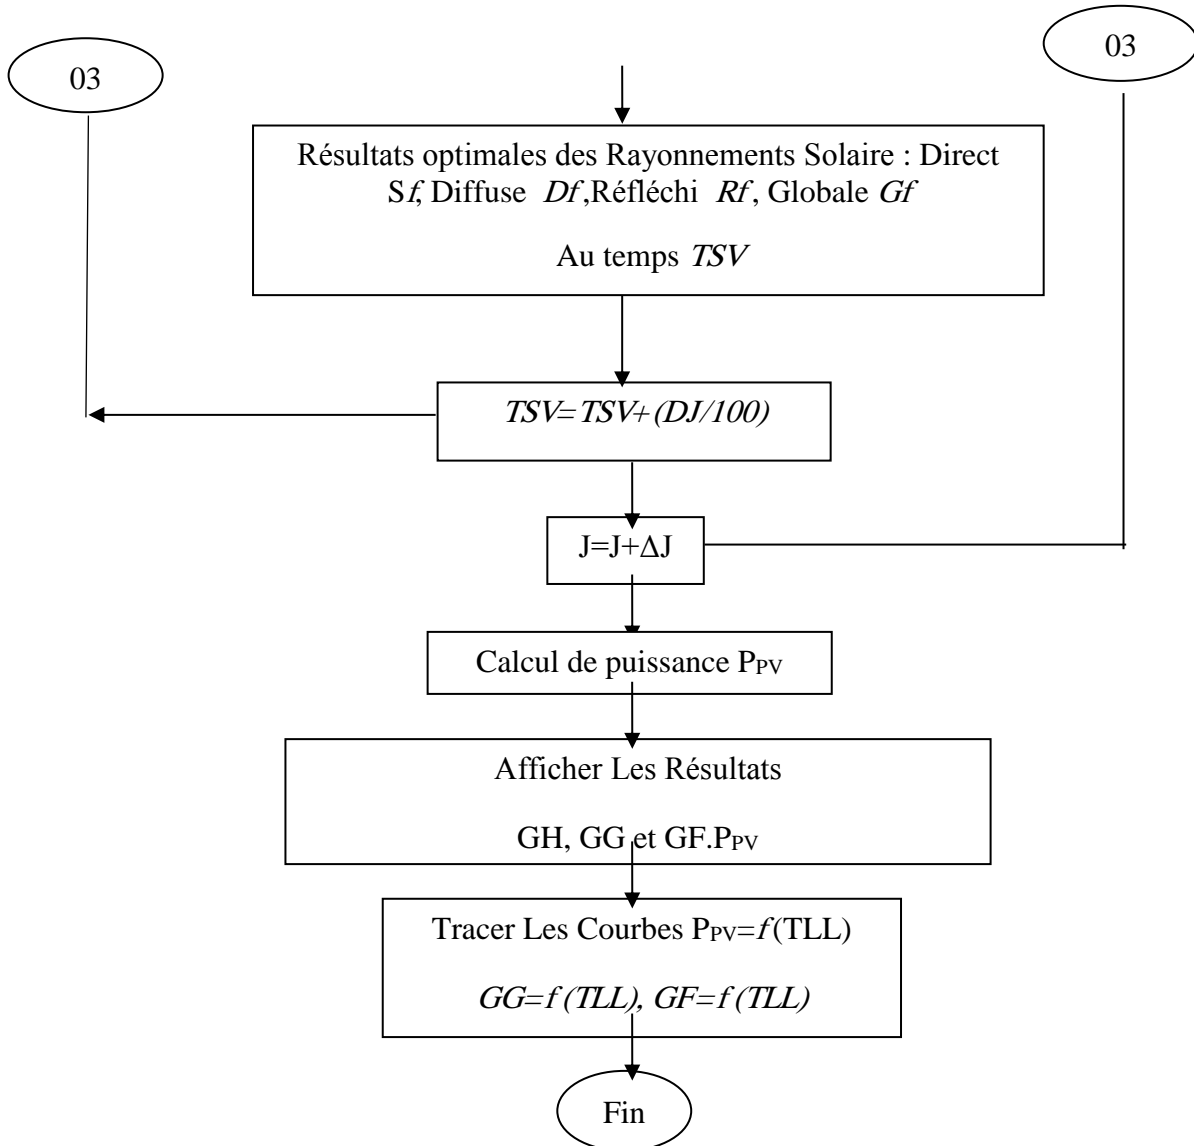 03
03
Résultats optimales des Rayonnements Solaire : Direct
Sf, Diffuse Df ,Réfléchi Rf , Globale Gf
Au temps TSV
TSV=TSV+(DJ/100)
J=J+ΔJ
Calcul de puissance PPV
Afficher Les Résultats
GH, GG et GF.PPV
Tracer Les Courbes PPV=f(TLL)
GG=f (TLL), GF=f (TLL)
Fin